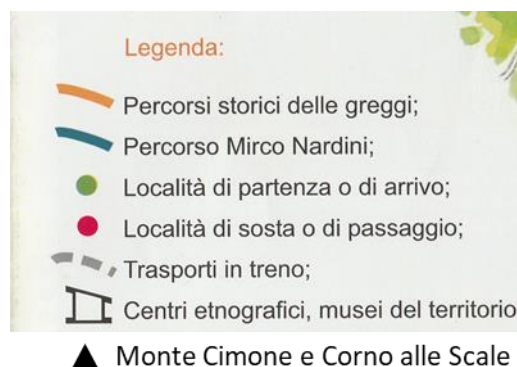 Legenda:
Percorsi storici delle greggi;
Percorso Mirco Nardini;
Località di partenza o di arrivo;
Località di sosta o di passaggio;
Trasporti in treno;
Centri etnografici, musei del territorio
Monte Cimone e Corno alle Scale